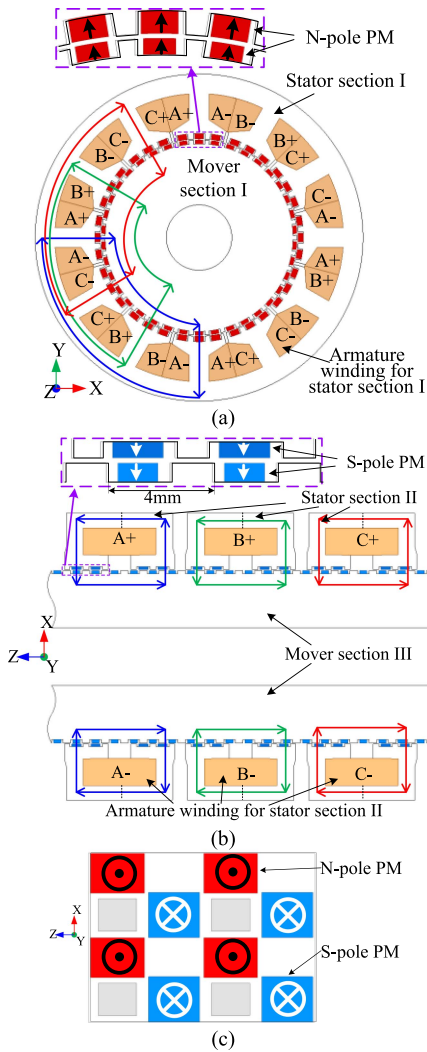 N-pole PM
Stator section I
C+ A+
A- B-
C-
B-
B+
C+
Mover
section I
B+
A+
C-
A-
A-
C-
A+
B+
C+
B+
B-
C-
B- A-
A+ C+
Armature
winding for
stator section I
Y
Z
X
(a)
S-pole PM
4mm
Stator section II
A+
B+
C+
X
Z
Y
Mover section III
A-
B-
C-
Armature winding for stator section II
(b)
N-pole PM
X
Z
Y
S-pole PM
(c)